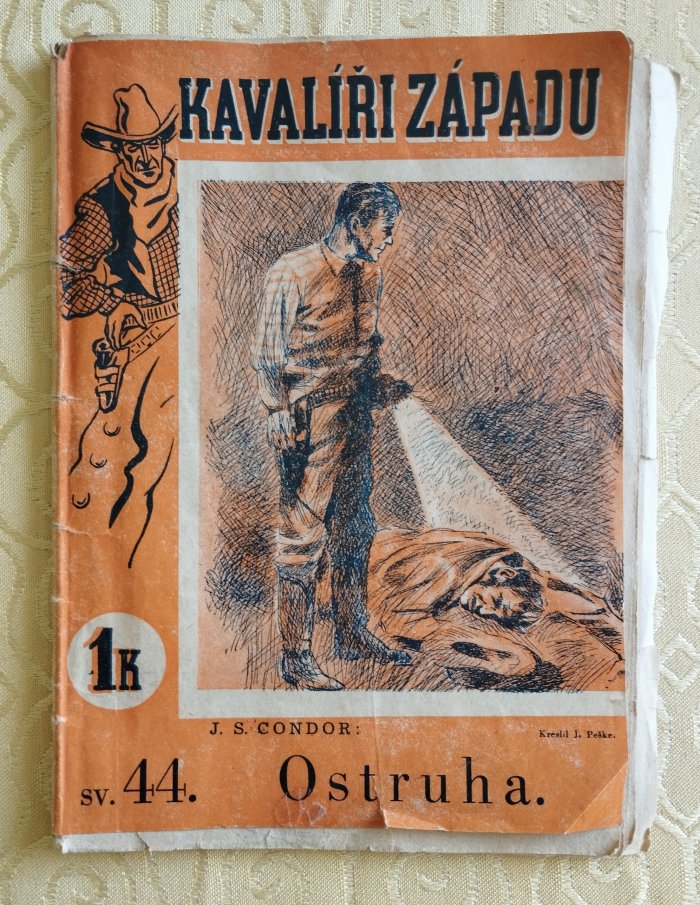 KAVALÍŘI ZÁPADU
1K
J. S. CONDOR:
Kreslil J. Peške.
SV. 44. Ostruha.